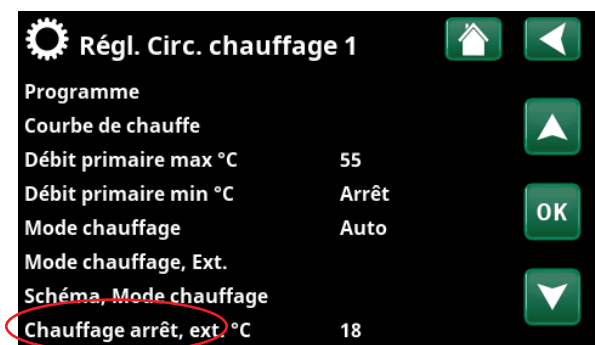 Régl. Circ. chauffage 1
Programme
Courbe de chauffe
Débit primaire max °C 55
Débit primaire min °C Arrêt
Mode chauffage Auto
OK
Mode chauffage, Ext.
Schéma, Mode chauffage
Chauffage arrêt, ext. °C 18